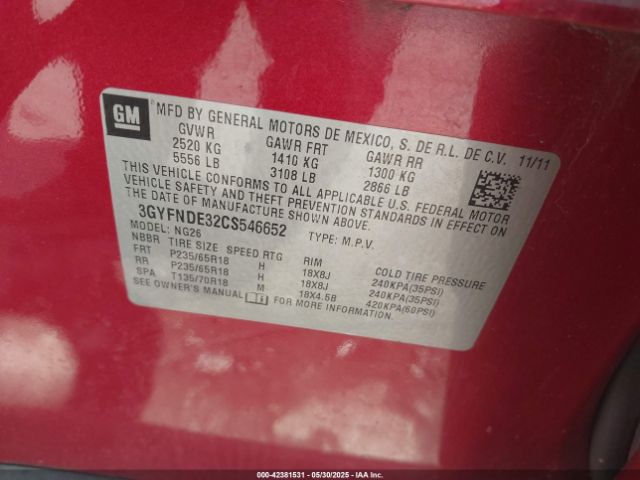 GM
MFD BY GENERAL MOTORS DE MEXICO, S. DE R.L. DE C.V. 11/11
GVWR GAWR FRT GAWR RR
2520 KG 1410 KG 1300 KG
5556 LB 3108 LB 2866 LB
THIS VEHICLE CONFORMS TO ALL APPLICABLE U.S. FEDERAL MOTOR
VEHICLE SAFETY AND THEFT PREVENTION STANDARDS IN EFFECT ON
THE DATE OF MANUFACTURE SHOWN ABOVE.
3GYFNDE32CS546652 TYPE: M.P.V.
MODEL: NG26
NBBR TIRE SIZE SPEED RTG RIM COLD TIRE PRESSURE
FRT P235/65R18 H 18X8J 240KPA(35PSI)
RR P235/65R18 H 18X8J 240KPA(35PSI)
SPA T135/70R18 M 18X4.5B 420KPA(60PSI)
SEE OWNER'S MANUAL FOR MORE INFORMATION.
000-42381531 - 05/30/2025 - IAAI.COM